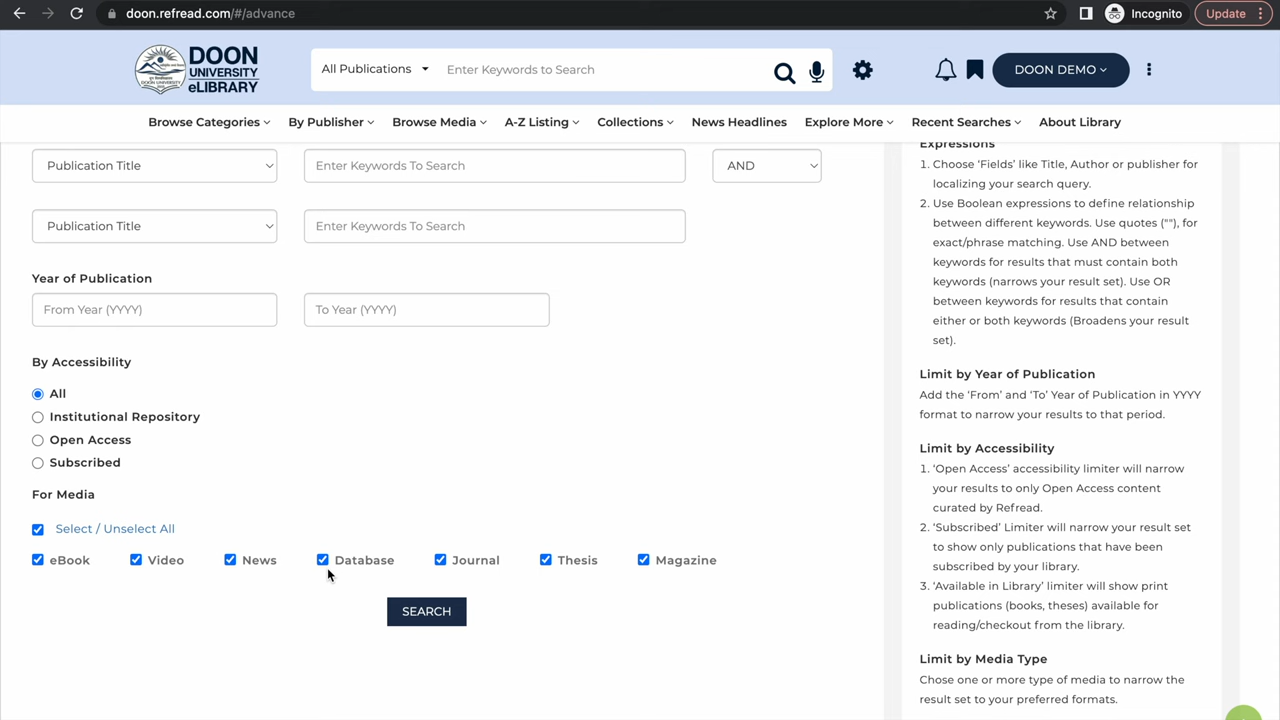 doon.refread.com/#/advance
Incognito
Update
DOON
UNIVERSITY
eLIBRARY
DOON UNIVERSITY
All Publications
Enter Keywords to Search
DOON DEMO
Browse Categories
By Publisher
Browse Media
A-Z Listing
Collections
News Headlines
Explore More
Recent Searches
About Library
Publication Title
Enter Keywords To Search
AND
Publication Title
Enter Keywords To Search
Year of Publication
From Year (YYYY)
To Year (YYYY)
By Accessibility
All
Institutional Repository
Open Access
Subscribed
For Media
Select / Unselect All
eBook
Video
News
Database
Journal
Thesis
Magazine
SEARCH
Expressions
1. Choose ‘Fields’ like Title, Author or publisher for
localizing your search query.
2. Use Boolean expressions to define relationship
between different keywords. Use quotes (""), for
exact/phrase matching. Use AND between
keywords for results that must contain both
keywords (narrows your result set). Use OR
between keywords for results that contain
either or both keywords (Broadens your result
set).
Limit by Year of Publication
Add the ‘From’ and ‘To’ Year of Publication in YYYY
format to narrow your results to that period.
Limit by Accessibility
1. ‘Open Access’ accessibility limiter will narrow
your results to only Open Access content
curated by Refread.
2. ‘Subscribed’ Limiter will narrow your result set
to show only publications that have been
subscribed by your library.
3. ‘Available in Library’ limiter will show print
publications (books, theses) available for
reading/checkout from the library.
Limit by Media Type
Chose one or more type of media to narrow the
result set to your preferred formats.